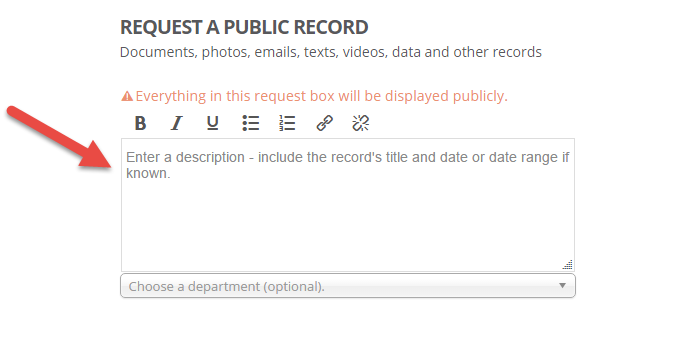 REQUEST A PUBLIC RECORD
Documents, photos, emails, texts, videos, data and other records
Everything in this request box will be displayed publicly.
B I U
Enter a description - include the record's title and date or date range if
known.
Choose a department (optional).